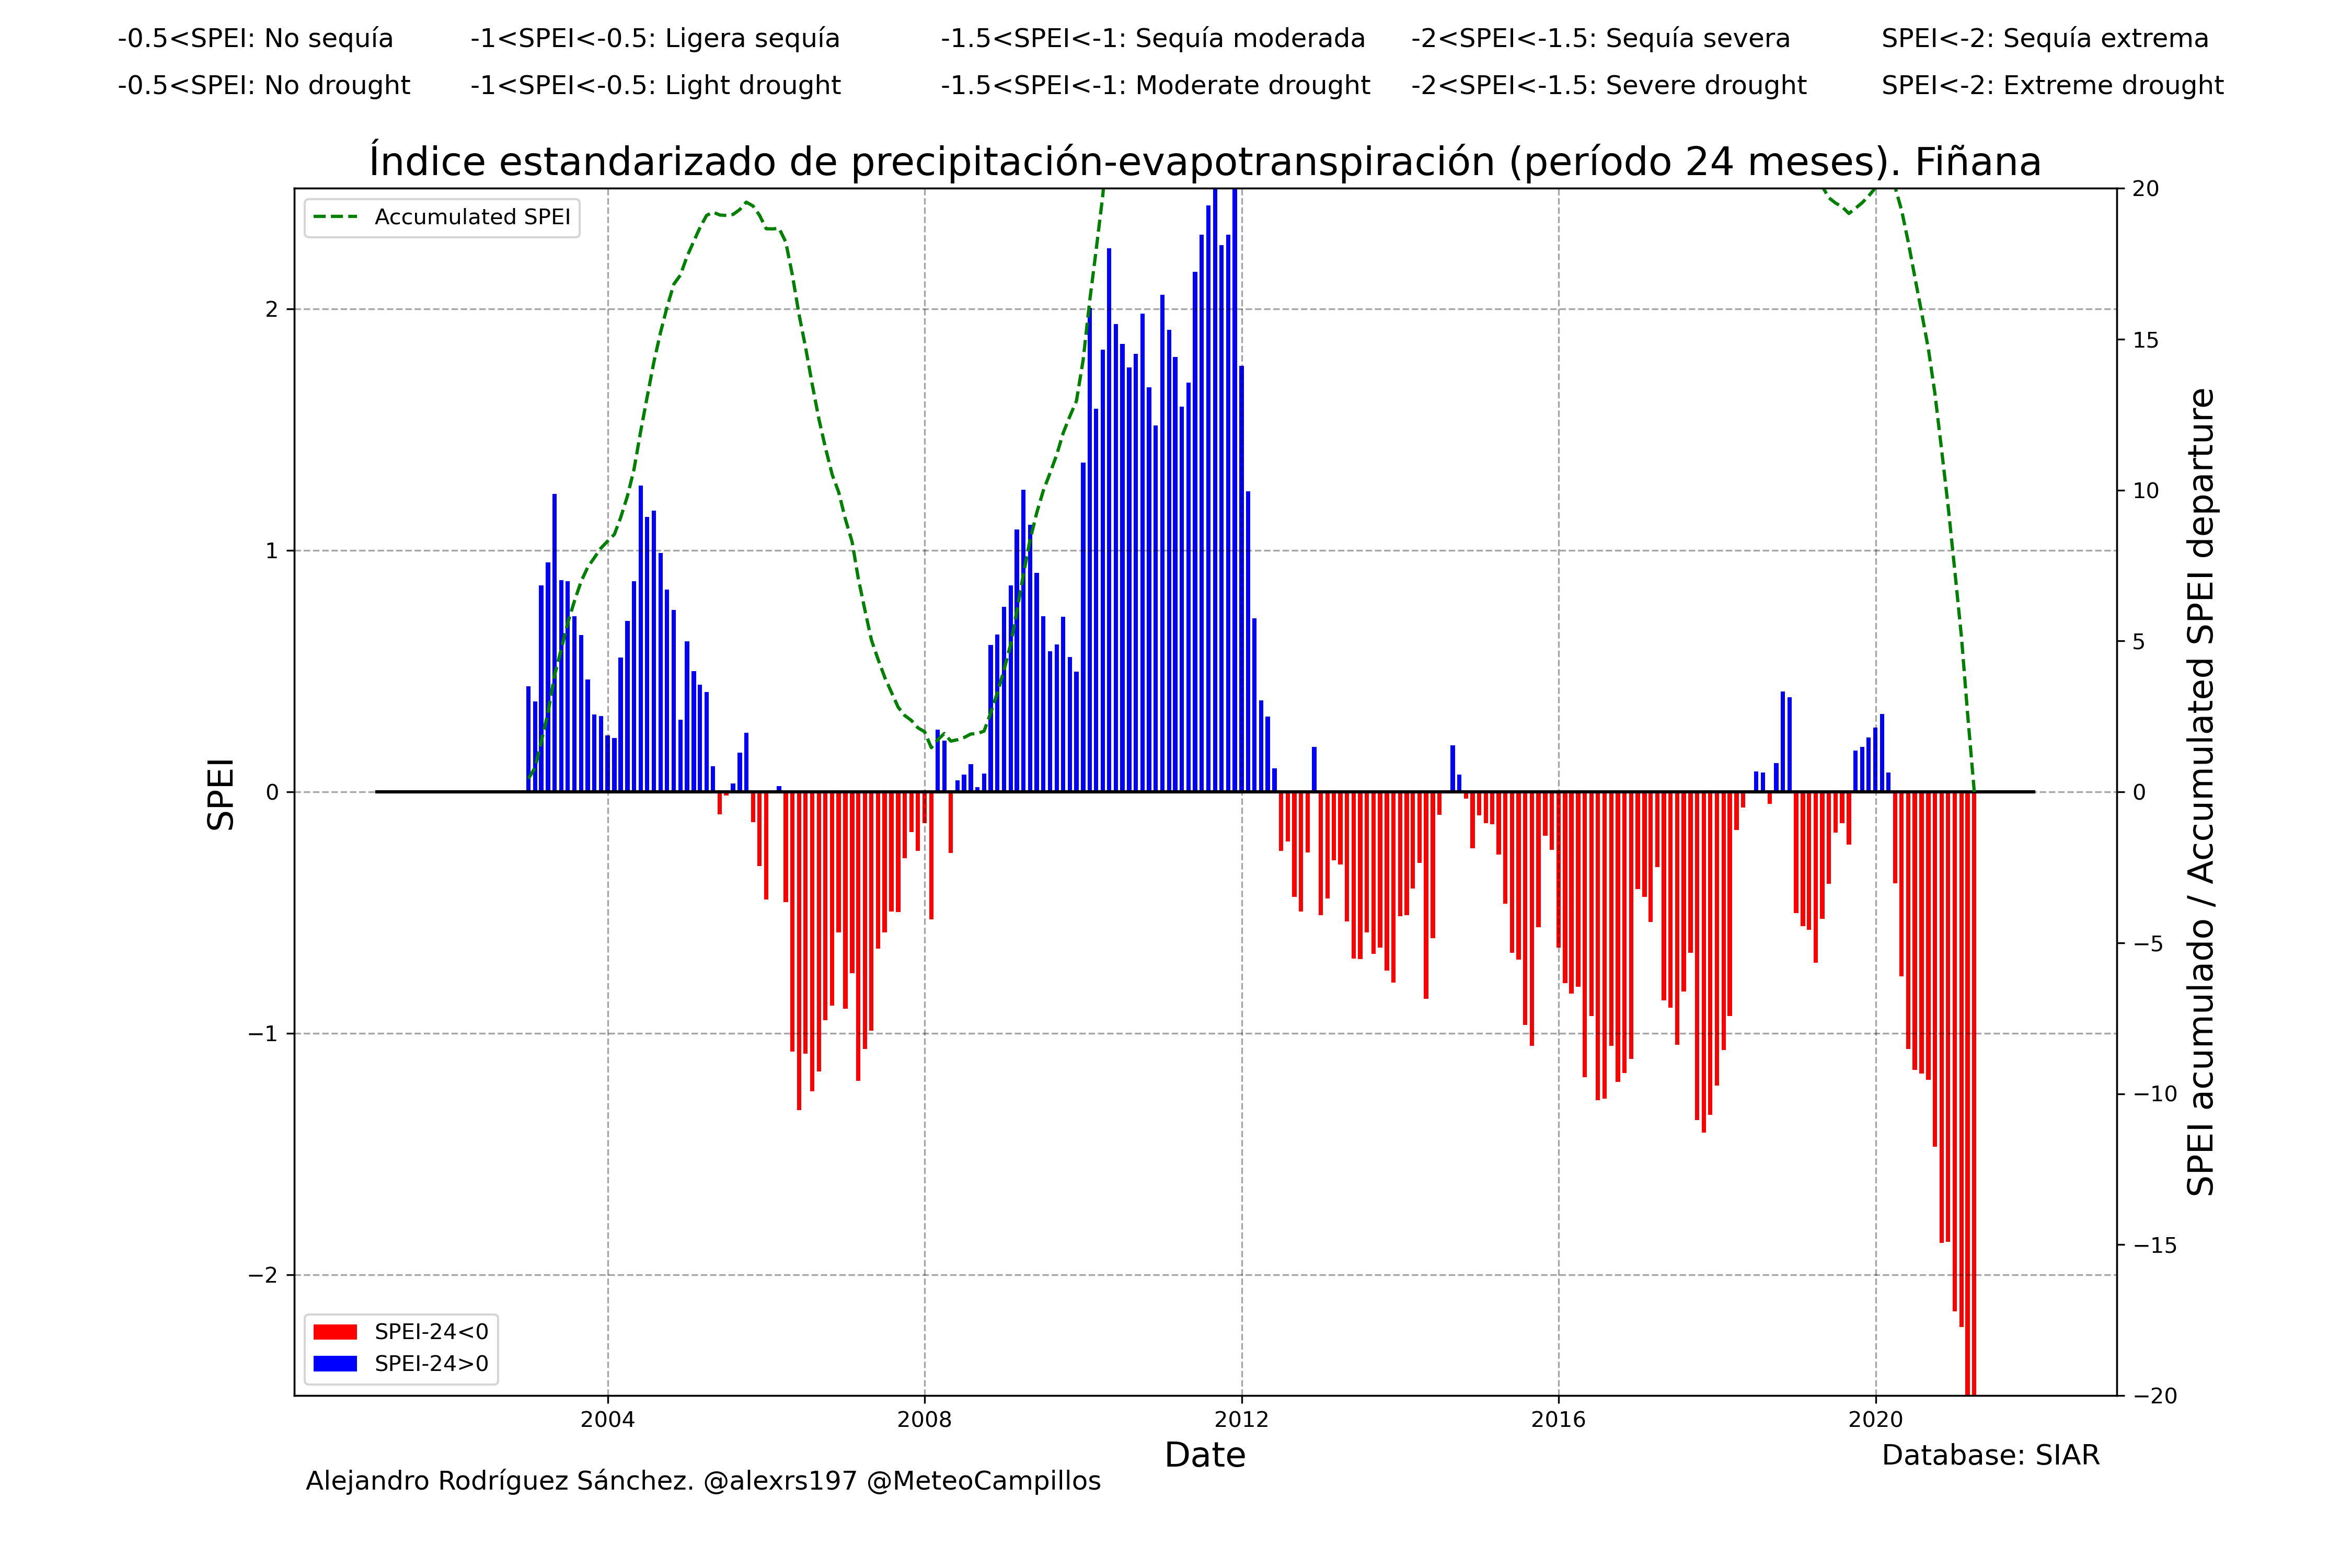 -0.5<SPEI: No sequía -1<SPEI<-0.5: Ligera sequía -1.5<SPEI<-1: Sequía moderada -2<SPEI<-1.5: Sequía severa SPEI<-2: Sequía extrema
-0.5<SPEI: No drought -1<SPEI<-0.5: Light drought -1.5<SPEI<-1: Moderate drought -2<SPEI<-1.5: Severe drought SPEI<-2: Extreme drought
Índice estandarizado de precipitación-evapotranspiración (período 24 meses). Fiñana
Accumulated SPEI
2
1
0
−1
−2
SPEI
20
15
10
5
0
−5
−10
−15
−20
SPEI acumulado / Accumulated SPEI departure
SPEI-24<0
SPEI-24>0
2004 2008 2012 2016 2020
Date
Database: SIAR
Alejandro Rodríguez Sánchez. @alexrs197 @MeteoCampillos